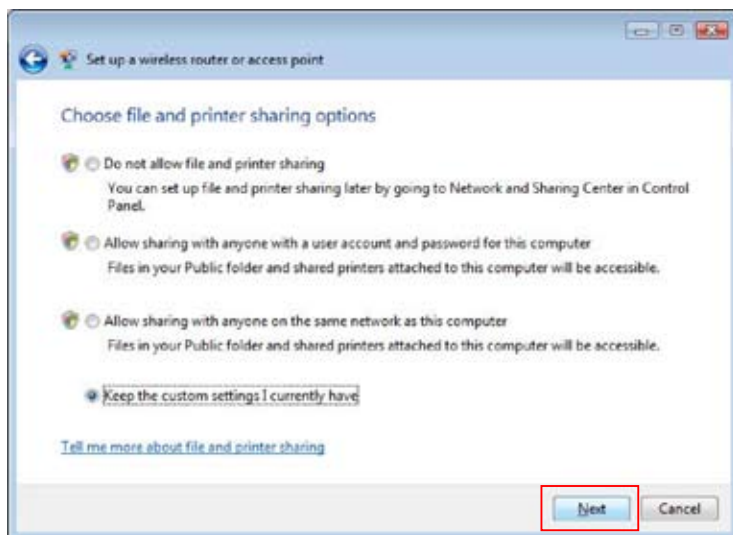 Set up a wireless router or access point
Choose file and printer sharing options
Do not allow file and printer sharing
You can set up file and printer sharing later by going to Network and Sharing Center in Control
Panel.
Allow sharing with anyone with a user account and password for this computer
Files in your Public folder and shared printers attached to this computer will be accessible.
Allow sharing with anyone on the same network as this computer
Files in your Public folder and shared printers attached to this computer will be accessible.
Keep the custom settings I currently have
Tell me more about file and printer sharing
Next Cancel